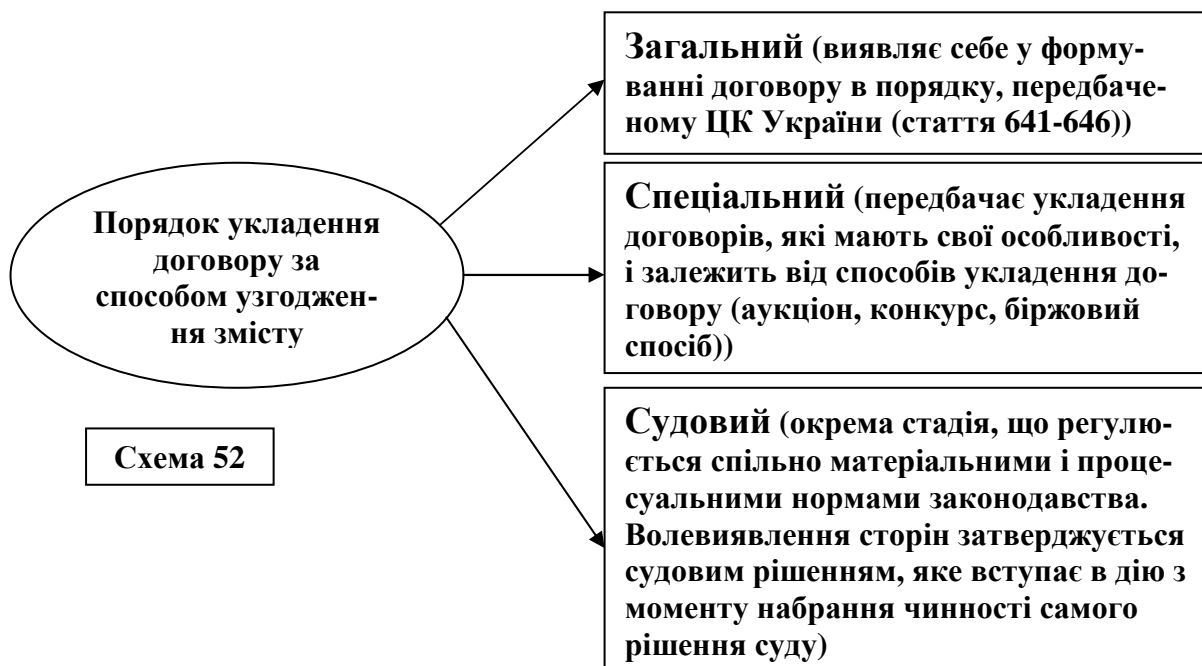 Загальний (виявляє себе у форму-
ванні договору в порядку, передбаче-
ному ЦК України (стаття 641-646))
Порядок укладення
договору за
способом узгоджен-
ня змісту
Спеціальний (передбачає укладення
договорів, які мають свої особливості,
і залежить від способів укладення до-
говору (аукціон, конкурс, біржовий
спосіб))
Схема 52
Судовий (окрема стадія, що регулю-
ється спільно матеріальними і проце-
суальними нормами законодавства.
Волевиявлення сторін затверджується
судовим рішенням, яке вступає в дію з
моменту набрання чинності самого
рішення суду)